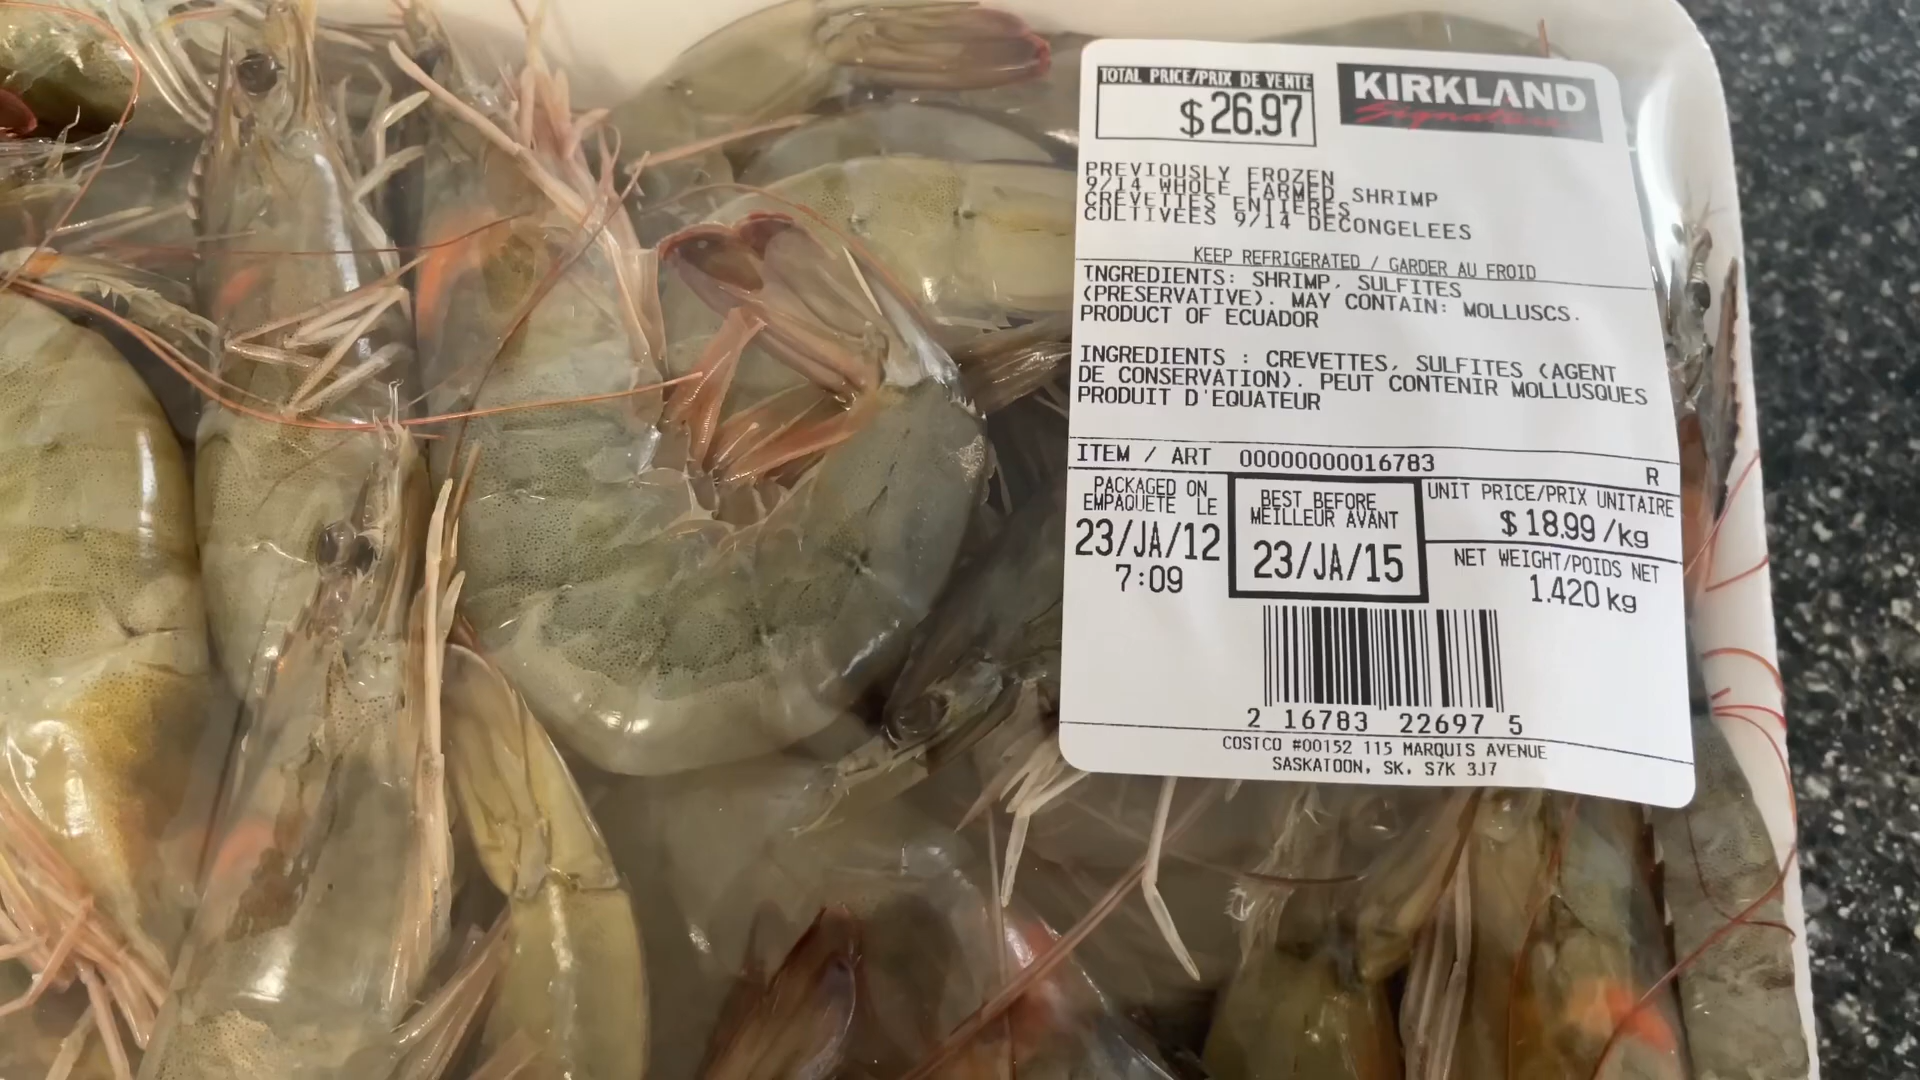 TOTAL PRICE/PRIX DE VENTE
$26.97
KIRKLAND
Signature
PREVIOUSLY FROZEN
9/14 WHOLE FARMED SHRIMP
CREVETTES ENTIERES
CULTIVEES 9/14 DECONGELEES
KEEP REFRIGERATED / GARDER AU FROID
INGREDIENTS: SHRIMP, SULFITES
(PRESERVATIVE). MAY CONTAIN: MOLLUSCS.
PRODUCT OF ECUADOR
INGREDIENTS : CREVETTES, SULFITES (AGENT
DE CONSERVATION). PEUT CONTENIR MOLLUSQUES
PRODUIT D'EQUATEUR
ITEM / ART 00000000016783 R
PACKAGED ON
EMPAQUETE LE
23/JA/12
7:09
BEST BEFORE
MEILLEUR AVANT
23/JA/15
UNIT PRICE/PRIX UNITAIRE
$18.99/kg
NET WEIGHT/POIDS NET
1.420 kg
2 16783 22697 5
COSTCO #00152 115 MARQUIS AVENUE
SASKATOON, SK, S7K 3J7